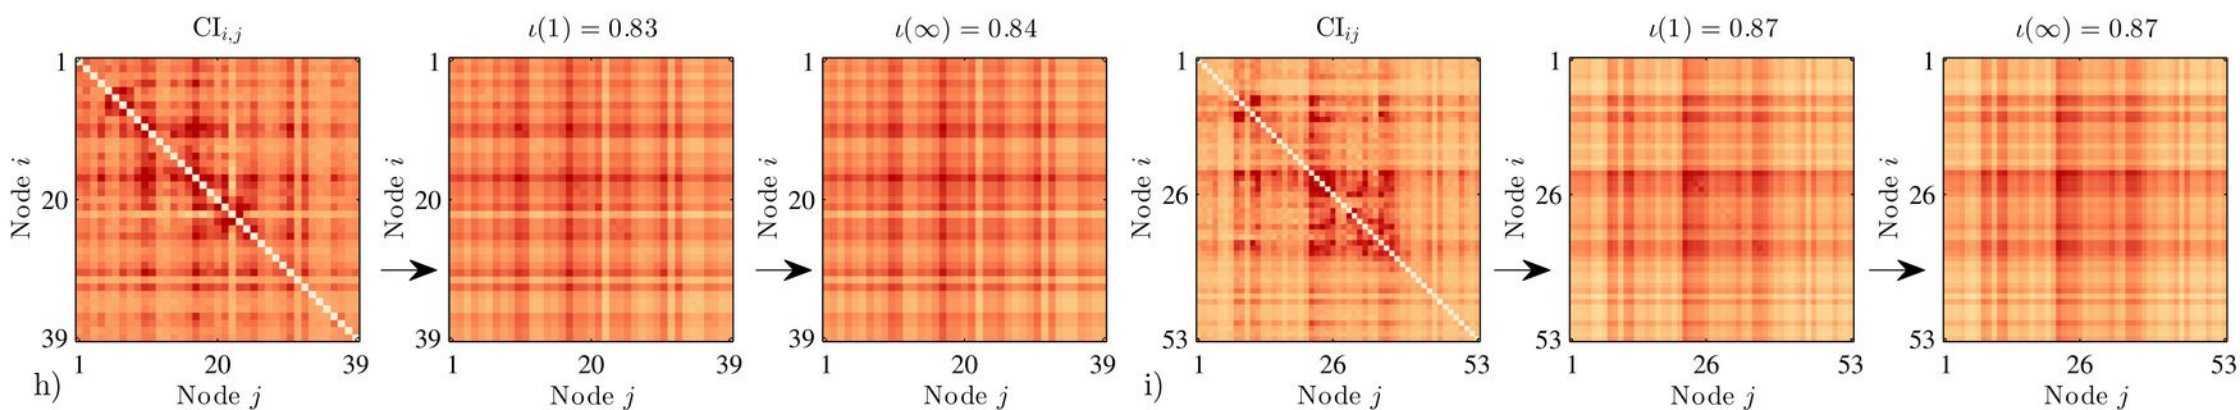 CI_{i,j}
ι(1) = 0.83
ι(∞) = 0.84
CI_{ij}
ι(1) = 0.87
ι(∞) = 0.87
1
20
39
Node i
1
20
39
Node j
h)
1
20
39
Node i
1
20
39
Node j
1
20
39
Node i
1
20
39
Node j
1
26
53
Node i
1
26
53
Node j
i)
1
26
53
Node i
1
26
53
Node j
1
26
53
Node i
1
26
53
Node j